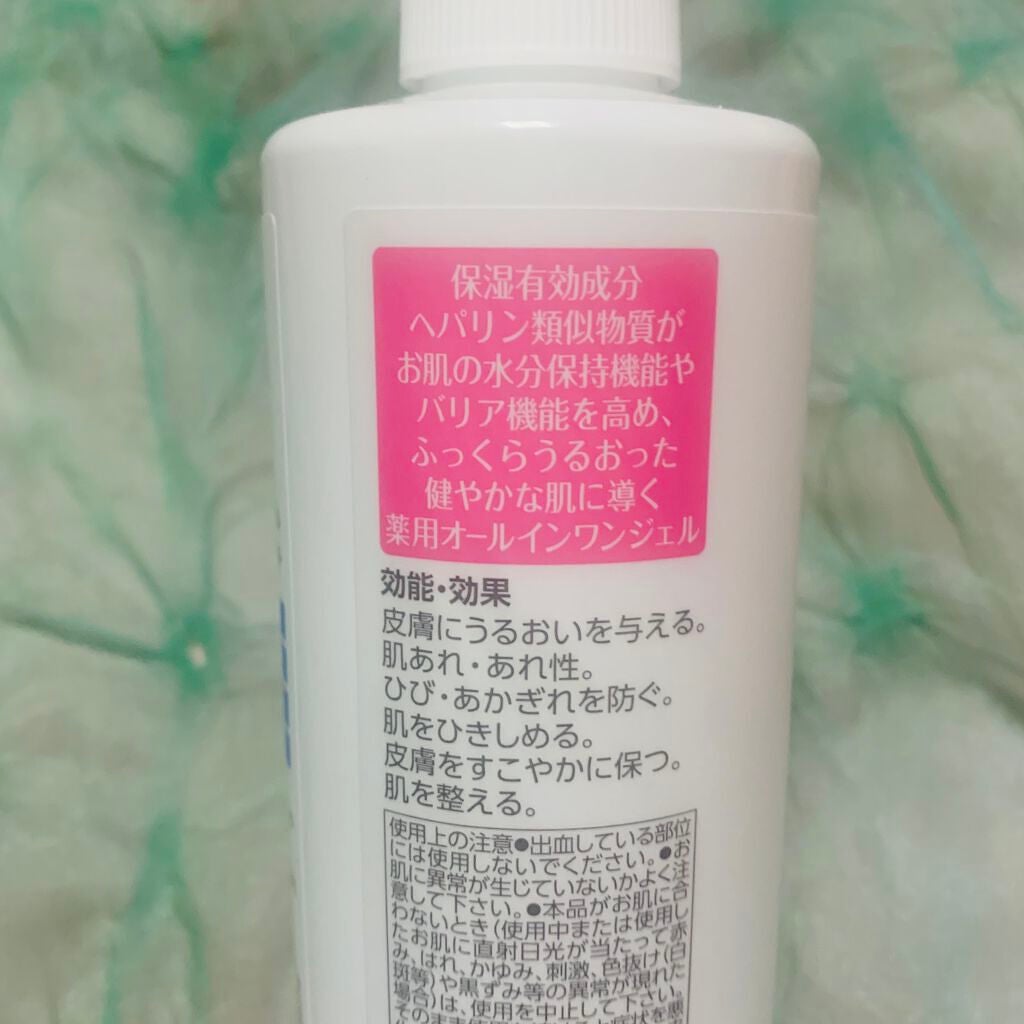 保湿有効成分
ヘパリン類似物質が
お肌の水分保持機能や
バリア機能を高め、
ふっくらうるおった
健やかな肌に導く
薬用オールインワンジェル
効能・効果
皮膚にうるおいを与える。
肌あれ・あれ性。
ひび・あかぎれを防ぐ。
肌をひきしめる。
皮膚をすこやかに保つ。
肌を整える。
使用上の注意●出血している部位
には使用しないでください。●お
肌に異常が生じていないかよく注
意して下さい。●本品がお肌に合
わないとき(使用中または使用し
たお肌に直射日光が当たって赤
み、はれ、かゆみ、刺激、色抜け(白
斑等)や黒ずみ等の異常が現れた
場合)は、使用を中止して下さい。
そのまま使用